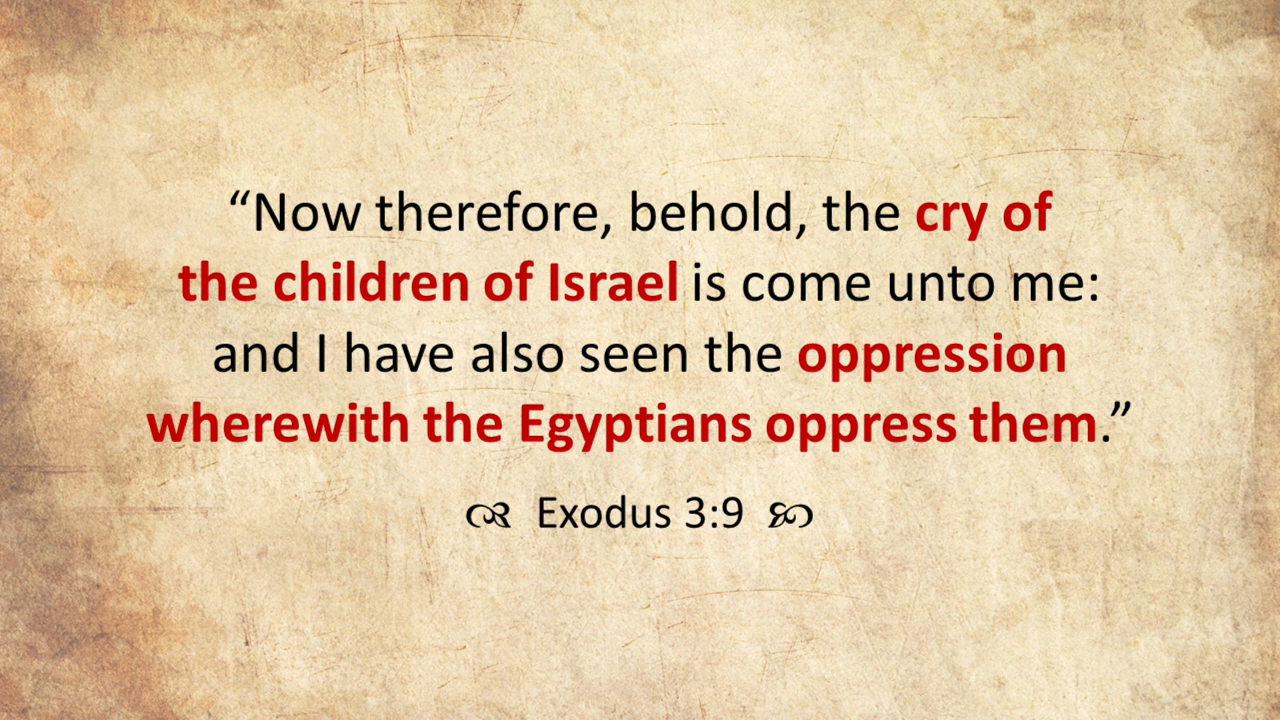 “Now therefore, behold, the cry of
the children of Israel is come unto me:
and I have also seen the oppression
wherewith the Egyptians oppress them.”
Exodus 3:9